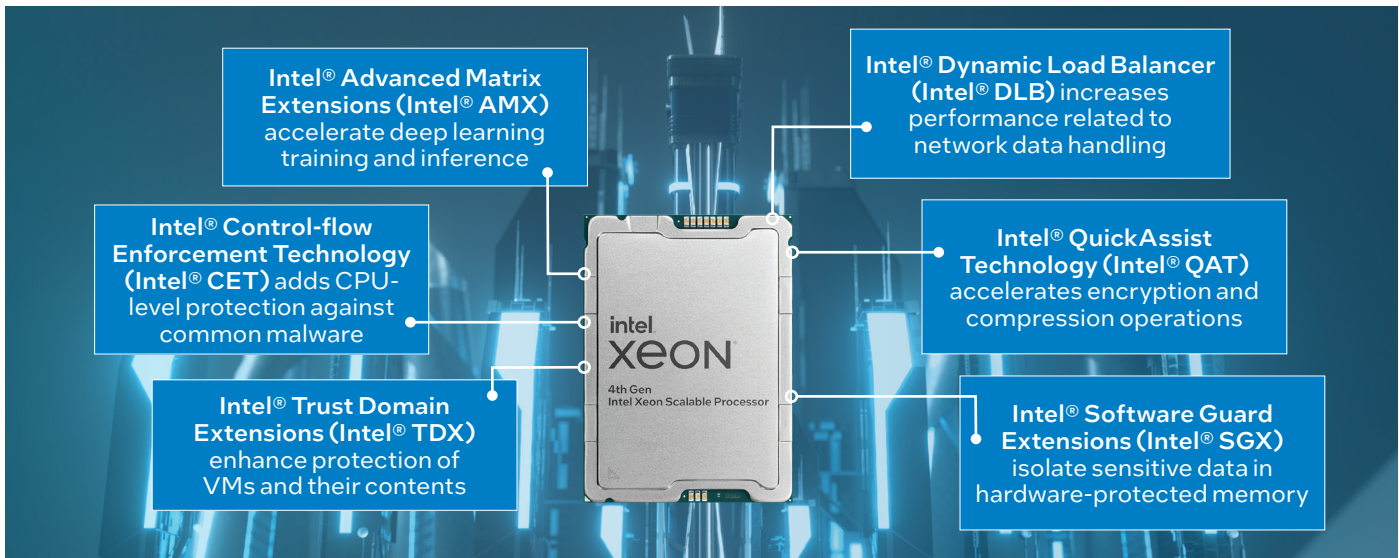 Intel® Advanced Matrix
Extensions (Intel® AMX)
accelerate deep learning
training and inference
Intel® Control-flow
Enforcement Technology
(Intel® CET) adds CPU-
level protection against
common malware
Intel® Trust Domain
Extensions (Intel® TDX)
enhance protection of
VMs and their contents
intel.
xeon®
4th Gen
Intel Xeon Scalable Processor
Intel® Dynamic Load Balancer
(Intel® DLB) increases
performance related to
network data handling
Intel® QuickAssist
Technology (Intel® QAT)
accelerates encryption and
compression operations
Intel® Software Guard
Extensions (Intel® SGX)
isolate sensitive data in
hardware-protected memory